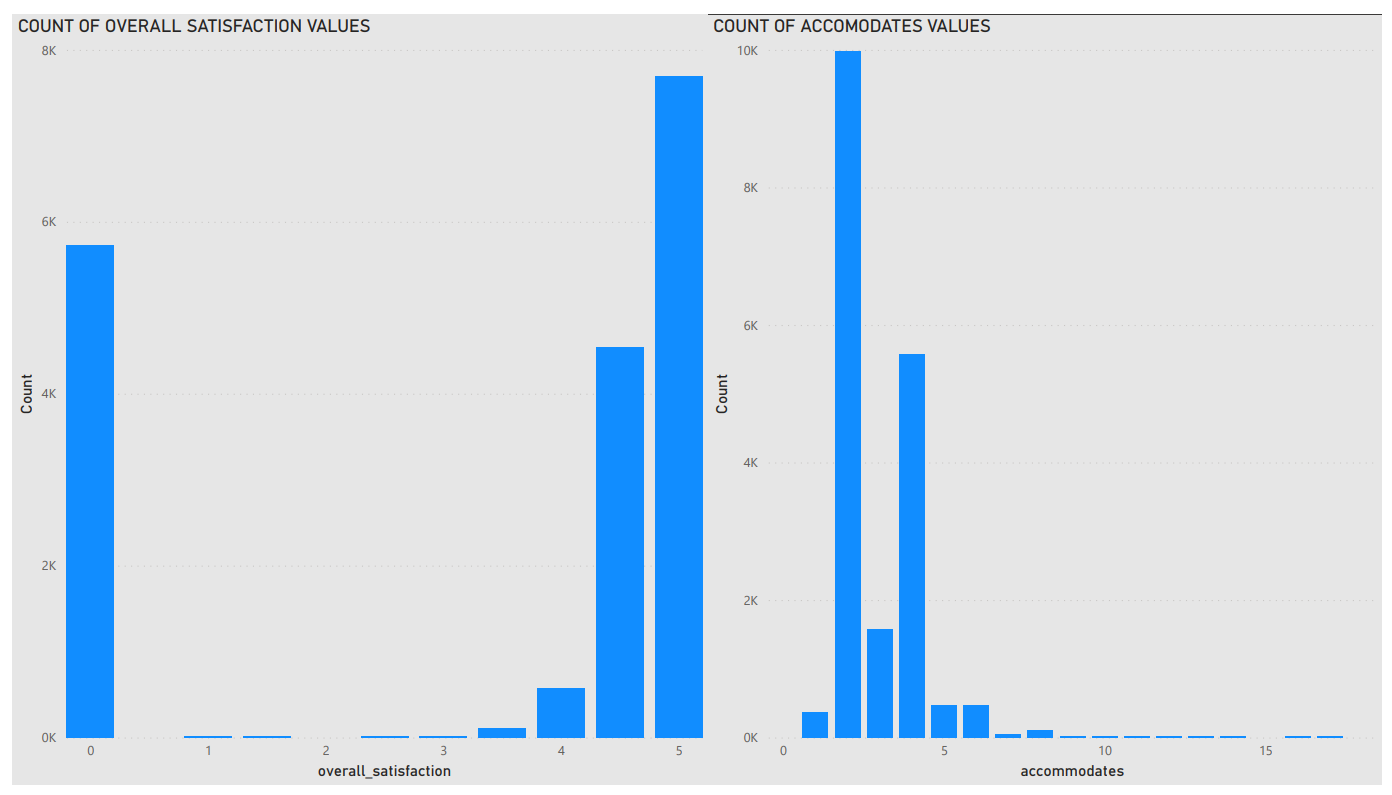 COUNT OF OVERALL SATISFACTION VALUES
8K
6K
4K
2K
0K
Count
0 1 2 3 4 5
overall_satisfaction
COUNT OF ACCOMODATES VALUES
10K
8K
6K
4K
2K
0K
Count
0 5 10 15
accommodates